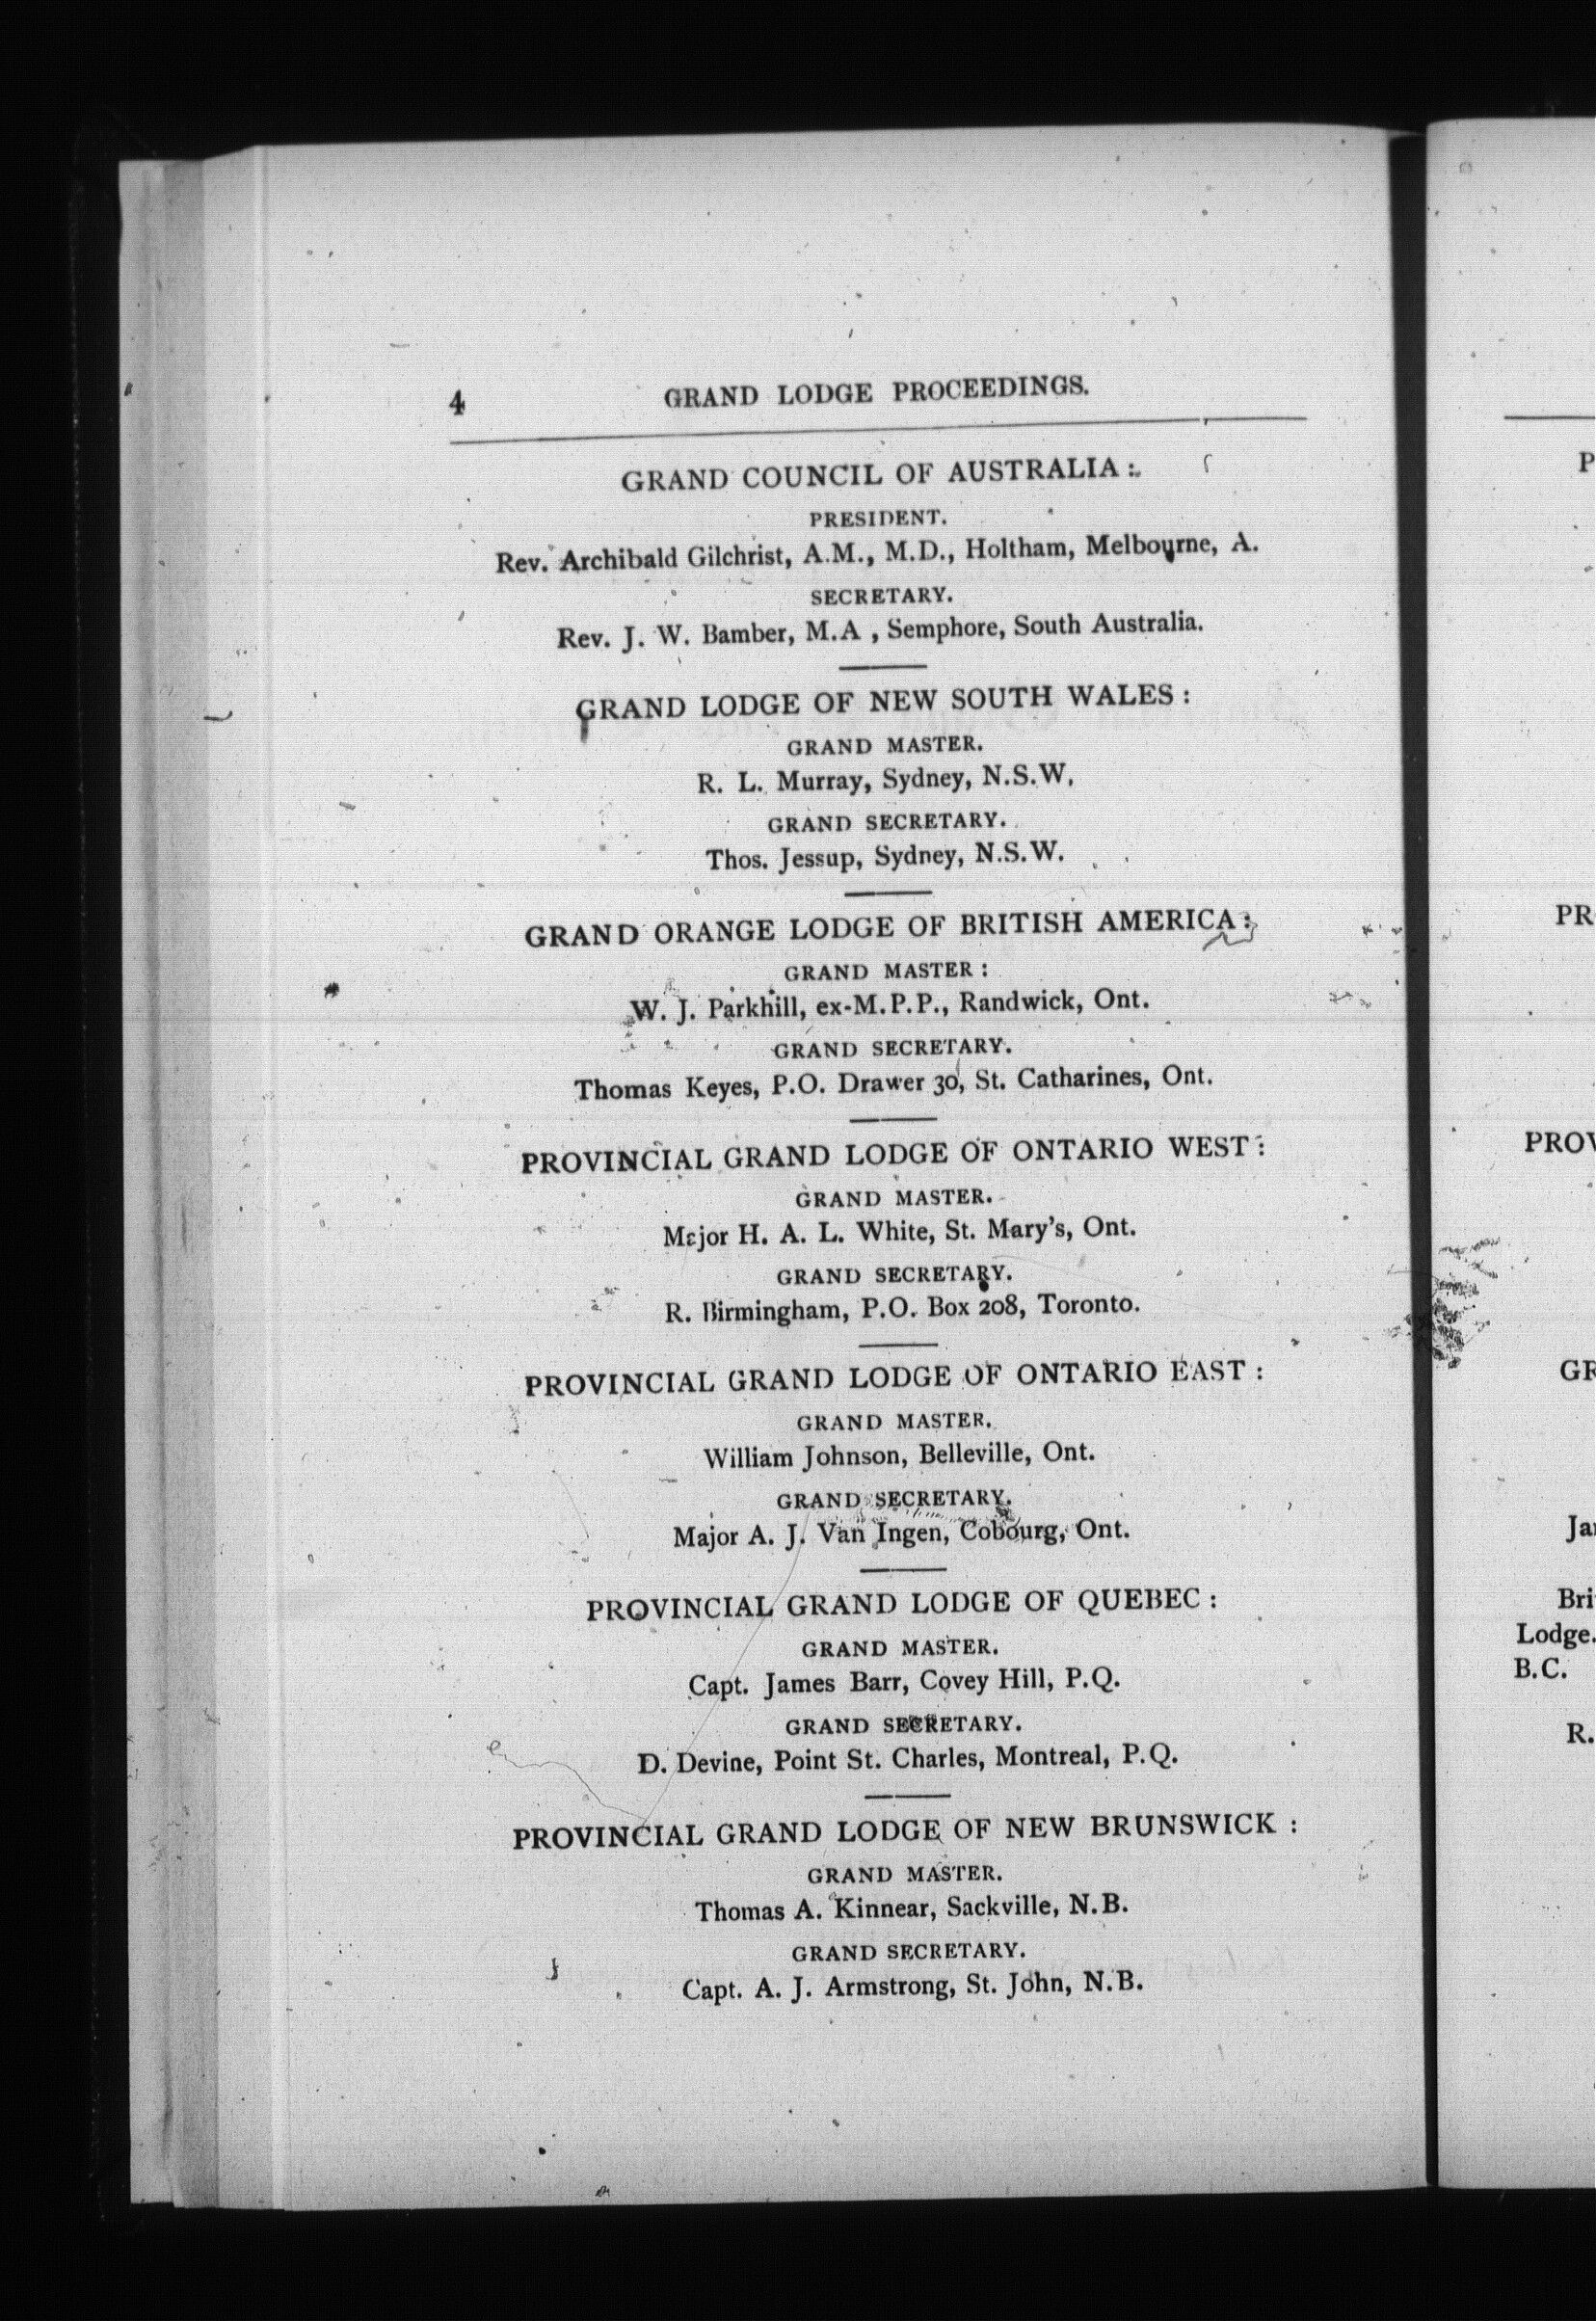 4 GRAND LODGE PROCEEDINGS.
GRAND COUNCIL OF AUSTRALIA:
PRESIDENT.
Rev. Archibald Gilchrist, A.M., M.D., Holtham, Melbourne, A.
SECRETARY.
Rev. J. W. Bamber, M.A , Semphore, South Australia.
GRAND LODGE OF NEW SOUTH WALES:
GRAND MASTER.
R. L. Murray, Sydney, N.S.W.
GRAND SECRETARY.
Thos. Jessup, Sydney, N.S.W.
GRAND ORANGE LODGE OF BRITISH AMERICA:
GRAND MASTER:
W. J. Parkhill, ex-M.P.P., Randwick, Ont.
GRAND SECRETARY.
Thomas Keyes, P.O. Drawer 30, St. Catharines, Ont.
PROVINCIAL GRAND LODGE OF ONTARIO WEST:
GRAND MASTER.
Major H. A. L. White, St. Mary's, Ont.
GRAND SECRETARY.
R. Birmingham, P.O. Box 208, Toronto.
PROVINCIAL GRAND LODGE OF ONTARIO EAST:
GRAND MASTER.
William Johnson, Belleville, Ont.
GRAND SECRETARY.
Major A. J. Van Ingen, Cobourg, Ont.
PROVINCIAL GRAND LODGE OF QUEBEC:
GRAND MASTER.
Capt. James Barr, Covey Hill, P.Q.
GRAND SECRETARY.
D. Devine, Point St. Charles, Montreal, P.Q.
PROVINCIAL GRAND LODGE OF NEW BRUNSWICK:
GRAND MASTER.
Thomas A. Kinnear, Sackville, N.B.
GRAND SECRETARY.
Capt. A. J. Armstrong, St. John, N.B.
P
PR
PROV
GR
Ja
Bri
Lodge.
B.C.
R.